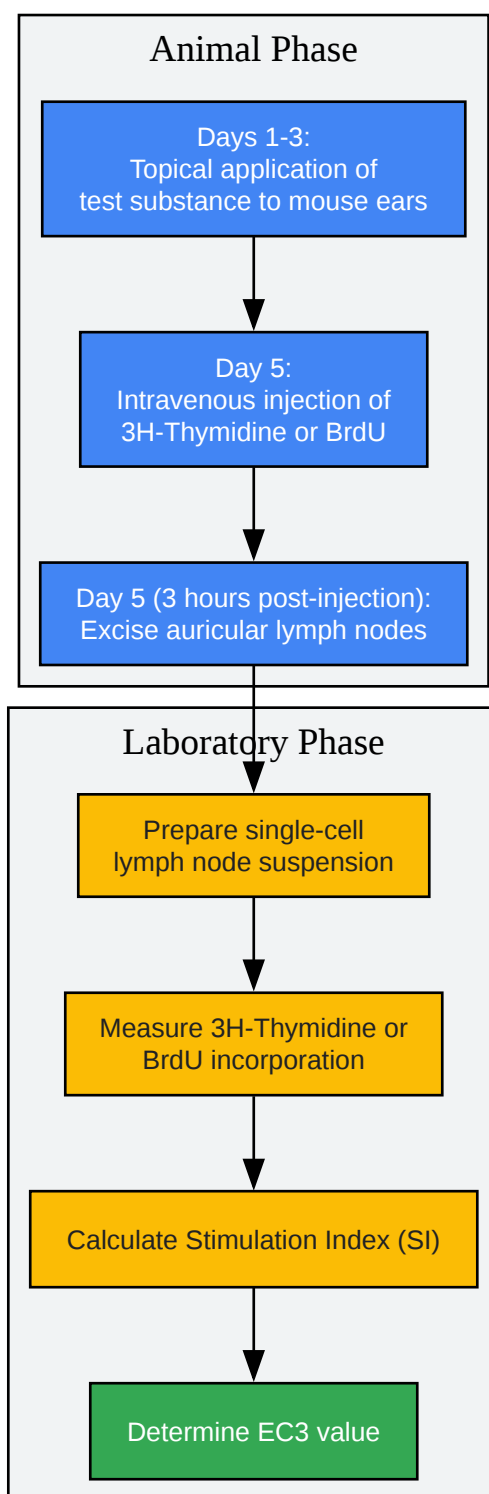 Animal Phase
Days 1-3:
Topical application of
test substance to mouse ears
Day 5:
Intravenous injection of
3H-Thymidine or BrdU
Day 5 (3 hours post-injection):
Excise auricular lymph nodes
Laboratory Phase
Prepare single-cell
lymph node suspension
Measure 3H-Thymidine or
BrdU incorporation
Calculate Stimulation Index (SI)
Determine EC3 value